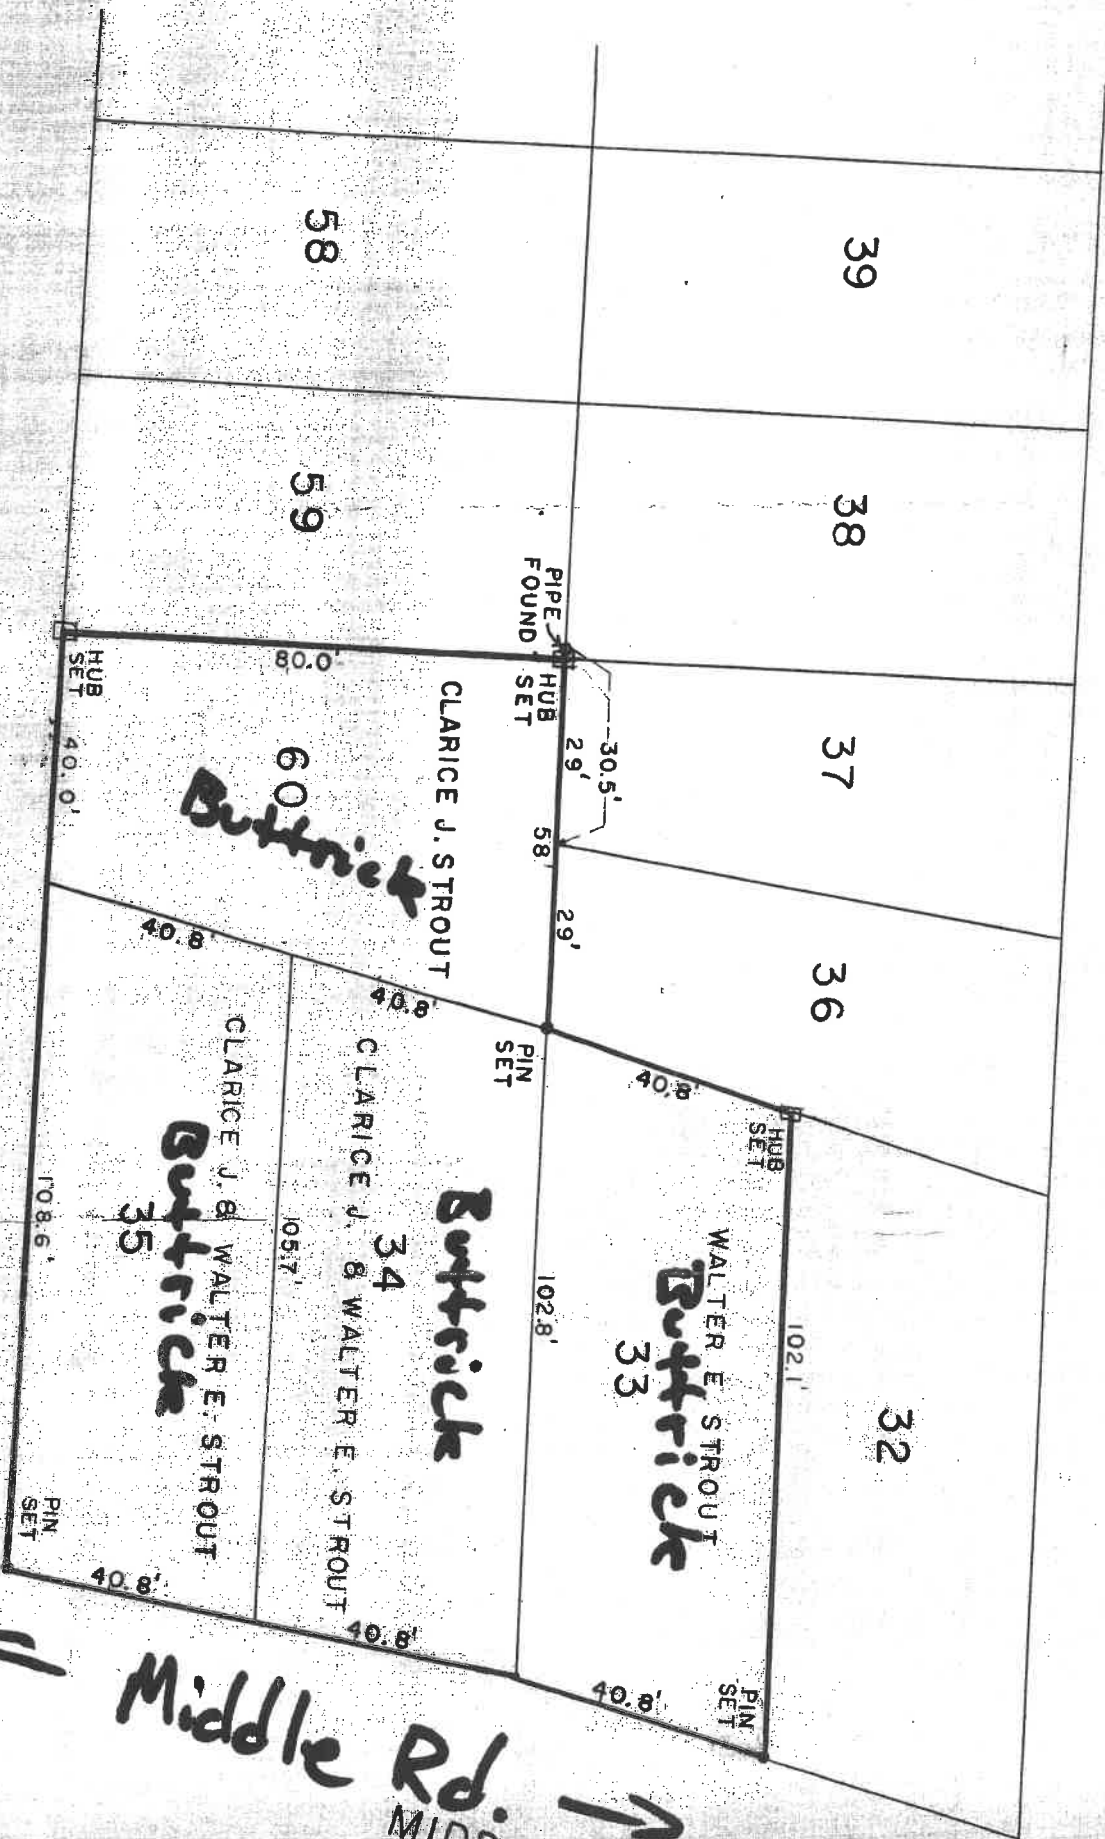 39
38
37
36
32
58
59
PIPE
FOUND
HUB
SET
30.5'
29'
58'
29'
80.0'
HUB
SET
40.0'
CLARICE J. STROUT
60
Buttrick
40.8'
40.8'
PIN
SET
40.8'
HUB
SET
102.1'
WALTER E STROUT
Buttrick
33
102.8'
Buttrick
34
CLARICE J. & WALTER E. STROUT
105.7'
CLARICE J. & WALTER E. STROUT
Buttrick
35
108.6'
PIN
SET
40.8'
40.8'
40.8'
PIN
SET
Middle Rd. →